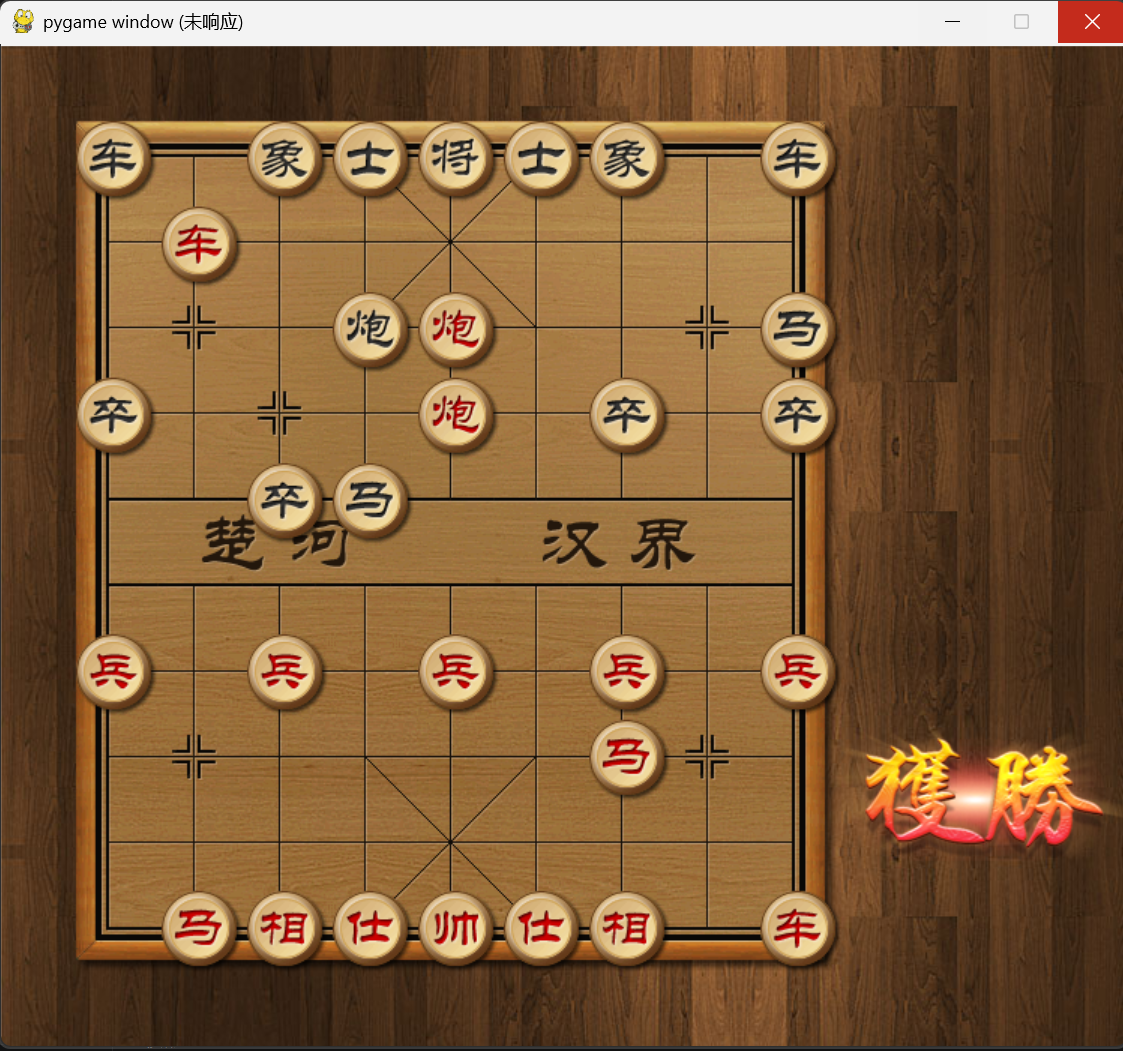 pygame window (未响应)
车 象 士 将 士 象 车
车
炮 炮 马
卒 炮 卒 卒
卒 马
楚 河 汉 界
兵 兵 兵 兵 兵
马
獲勝
马 相 仕 帅 仕 相 车